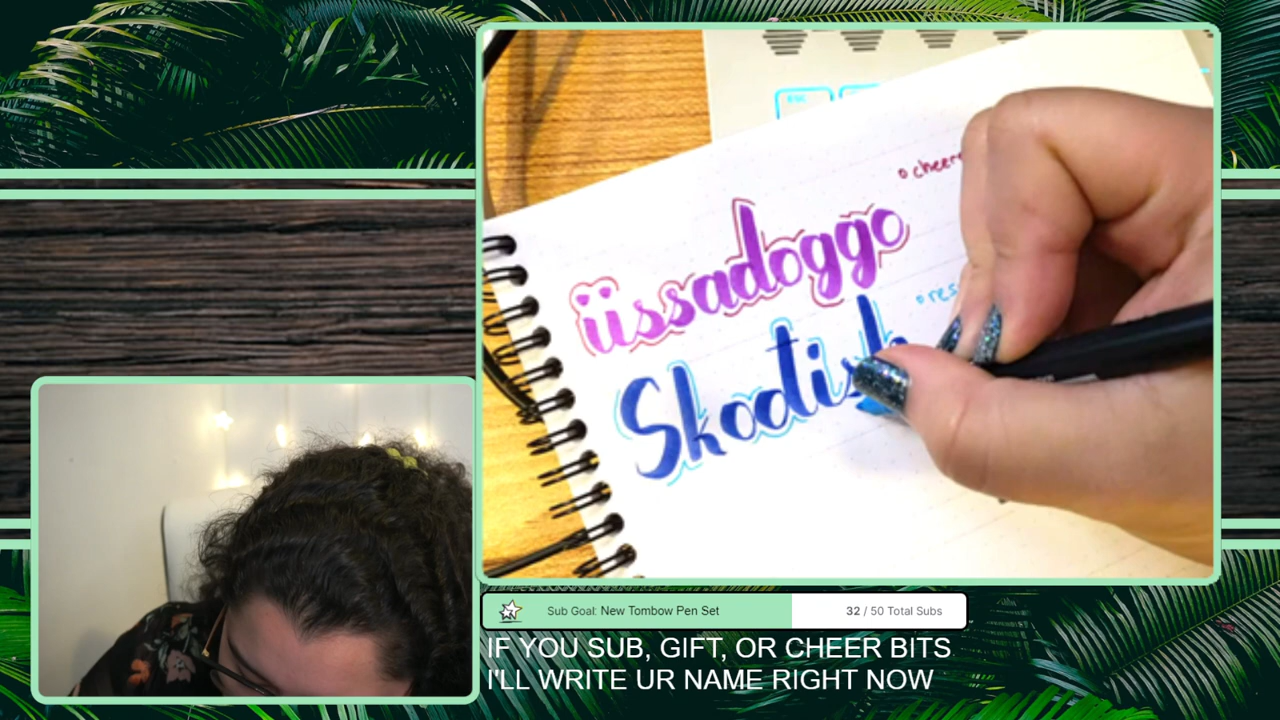 iissadoggo
Skodish
Sub Goal: New Tombow Pen Set
32 / 50 Total Subs
IF YOU SUB, GIFT, OR CHEER BITS
I'LL WRITE UR NAME RIGHT NOW